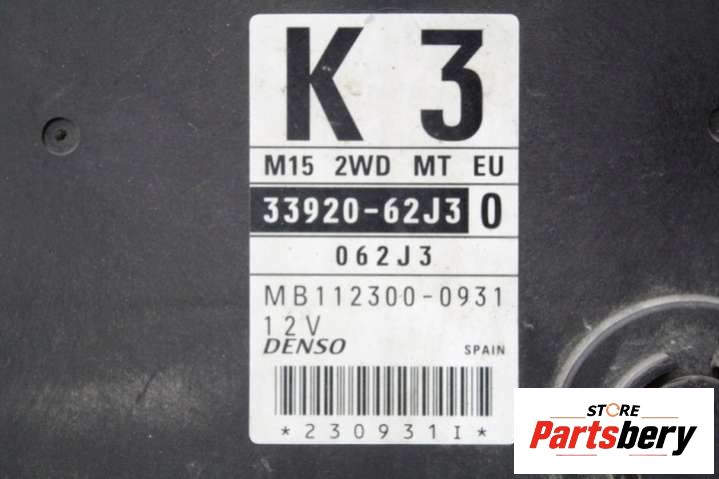 K 3
M15 2WD MT EU
33920-62J3 0
062J3
MB112300-0931
12V
DENSO SPAIN
*230931I*
STORE
Partsbery